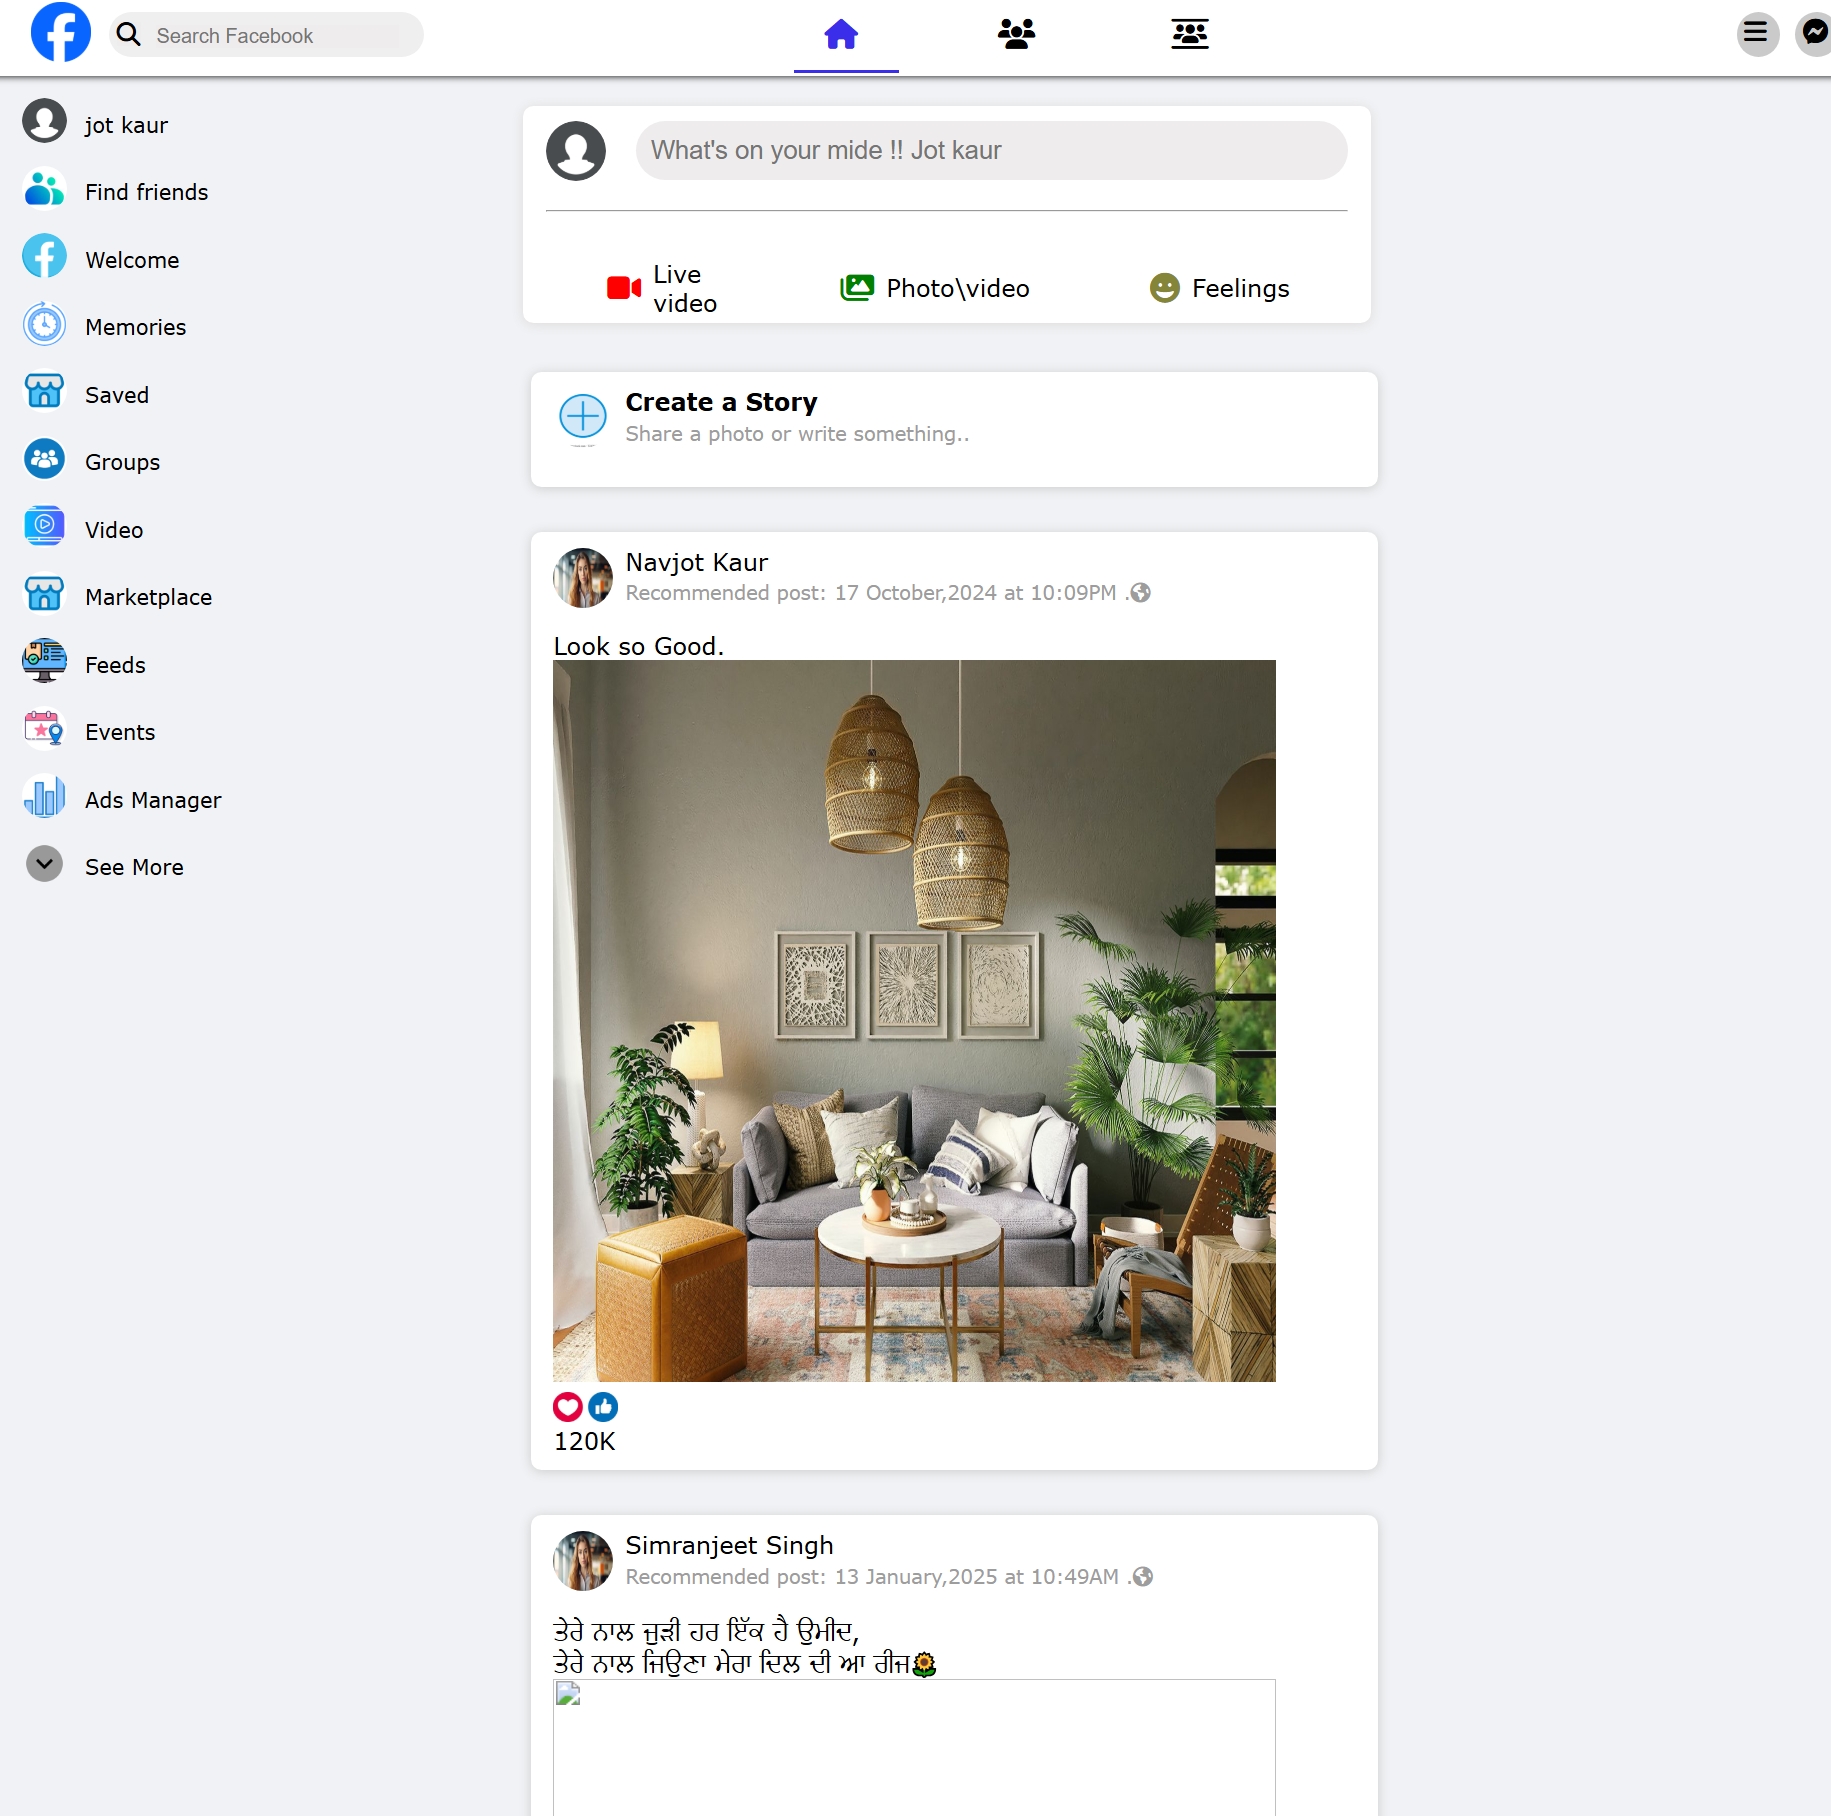 Search Facebook
jot kaur
Find friends
Welcome
Memories
Saved
Groups
Video
Marketplace
Feeds
Events
Ads Manager
See More
What's on your mide !! Jot kaur
Live
video
Photo\video
Feelings
Create a Story
Share a photo or write something..
Navjot Kaur
Recommended post: 17 October,2024 at 10:09PM .
Look so Good.
120K
Simranjeet Singh
Recommended post: 13 January,2025 at 10:49AM .
ਤੇਰੇ ਨਾਲ ਜੁੜੀ ਹਰ ਇੱਕ ਹੈ ਉਮੀਦ,
ਤੇਰੇ ਨਾਲ ਜਿਉਣਾ ਮੇਰਾ ਦਿਲ ਦੀ ਆ ਰੀਜ🌻